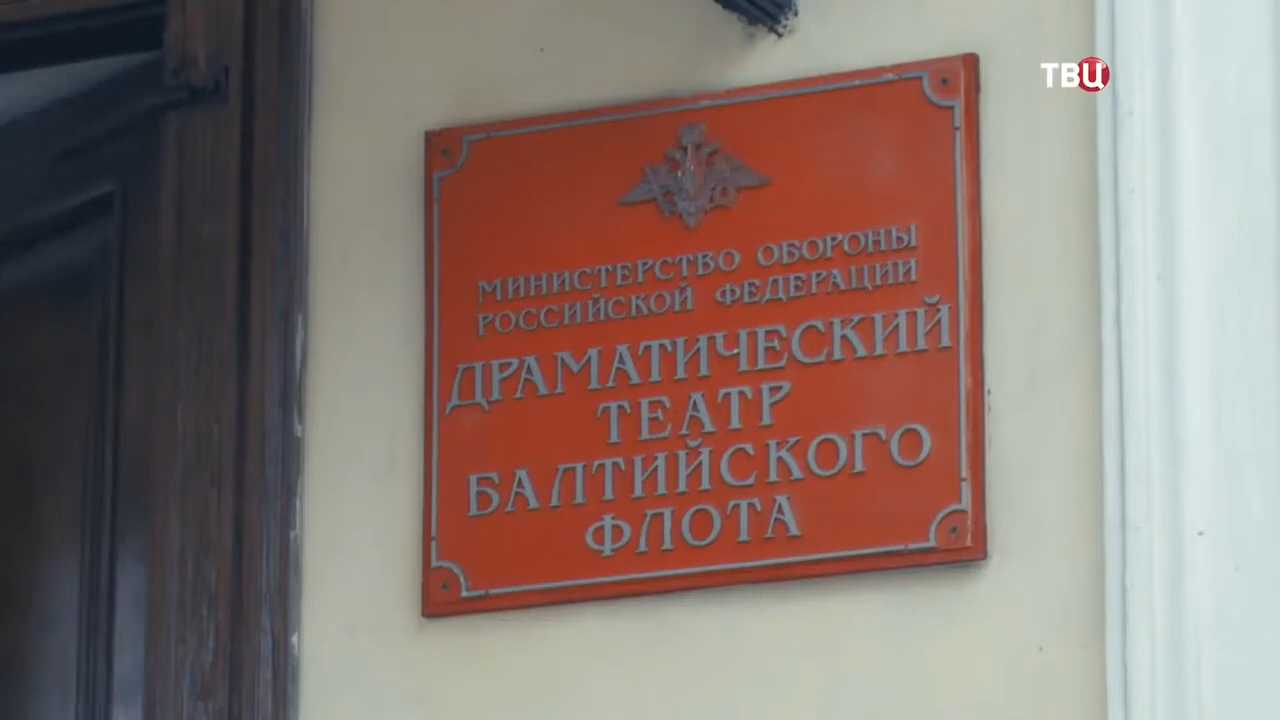 ТВЦ
МИНИСТЕРСТВО ОБОРОНЫ
РОССИЙСКОЙ ФЕДЕРАЦИИ
ДРАМАТИЧЕСКИЙ
ТЕАТР
БАЛТИЙСКОГО
ФЛОТА